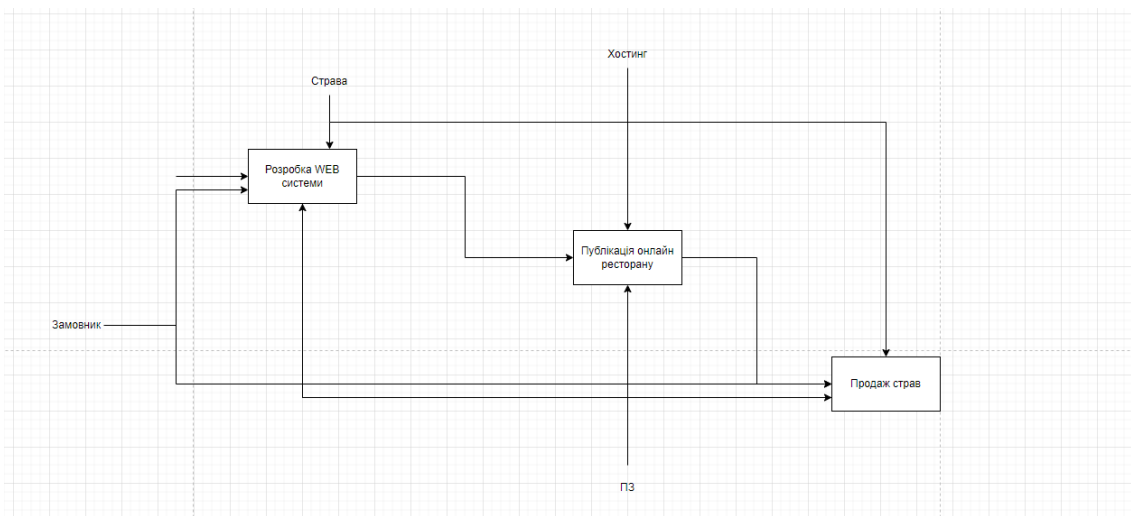 Хостинг
Страва
Розробка WEB
системи
Публікація онлайн
ресторану
Замовник
Продаж страв
ПЗ